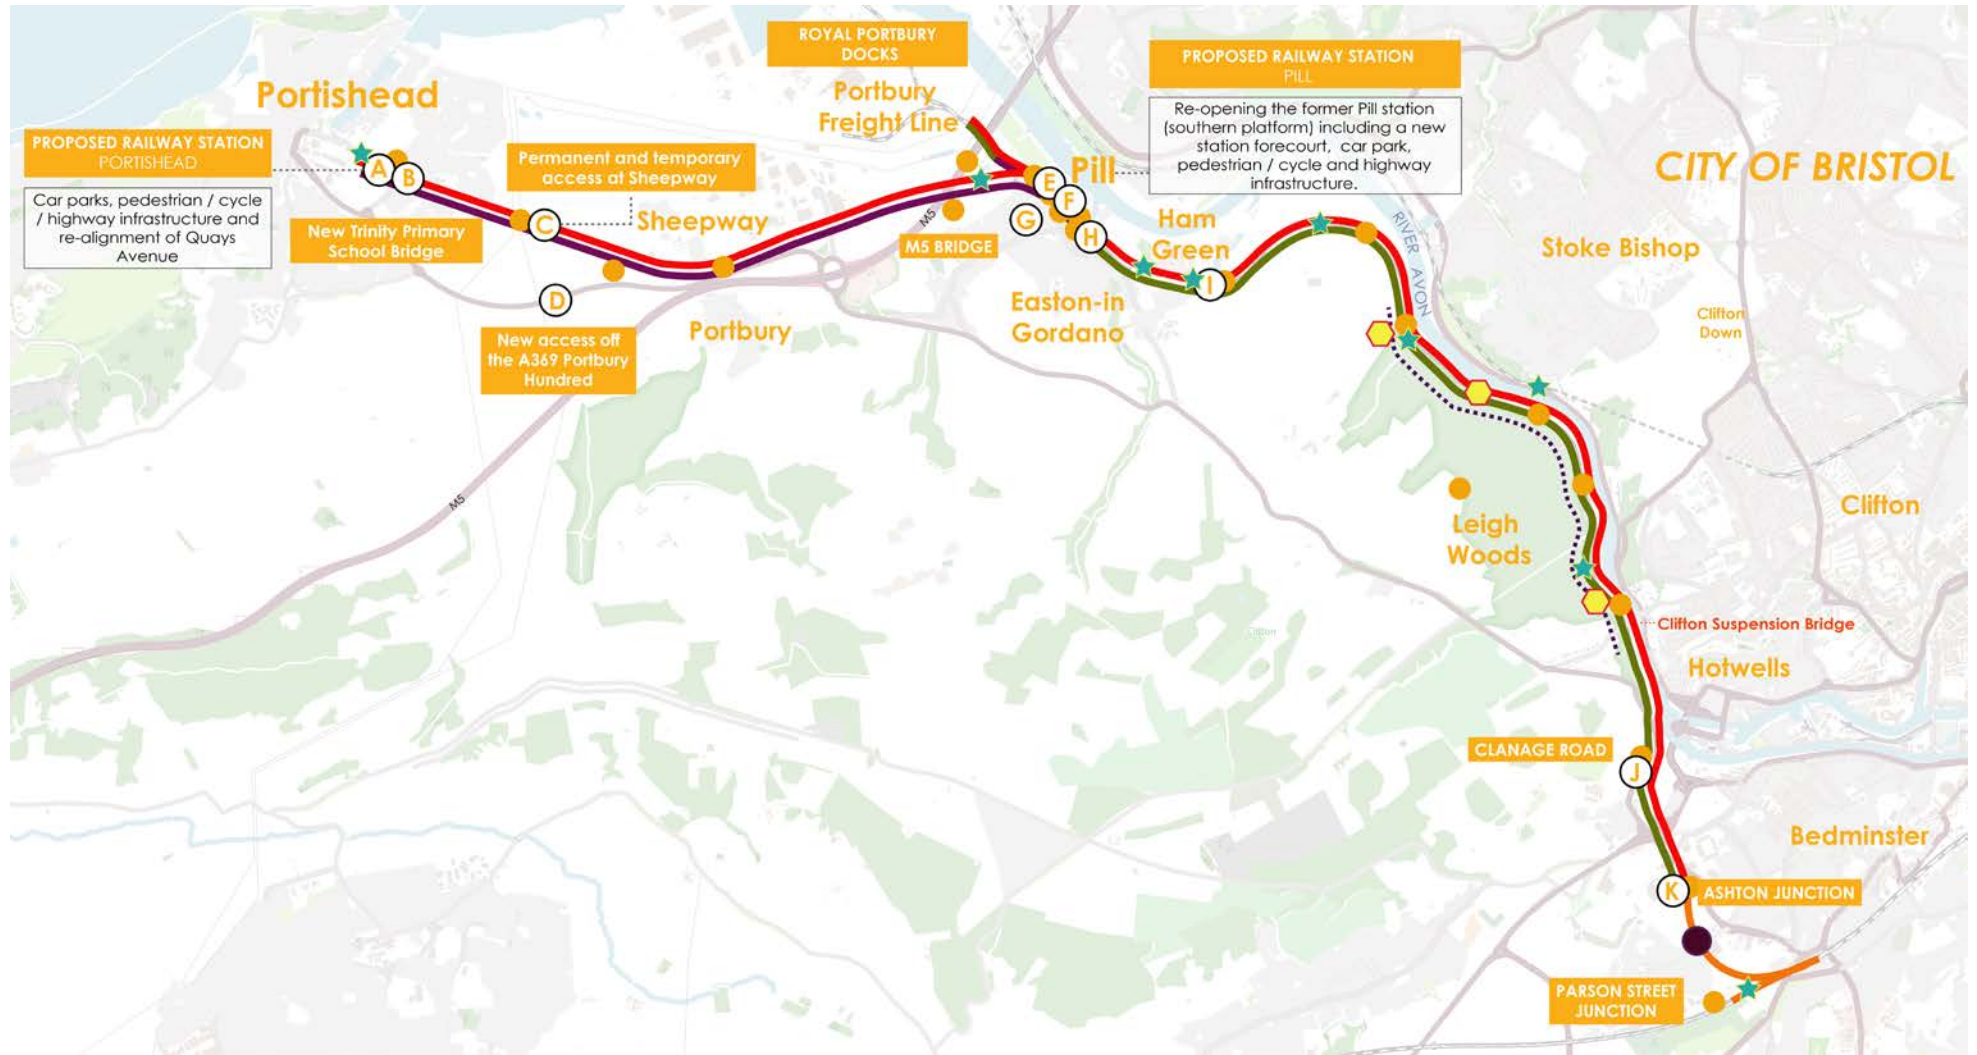 ROYAL PORTBURY
DOCKS
Portbury
Freight Line
PROPOSED RAILWAY STATION
PILL
Re-opening the former Pill station
(southern platform) including a new
station forecourt, car park,
pedestrian / cycle and highway
infrastructure.
Portishead
PROPOSED RAILWAY STATION
PORTISHEAD
Car parks, pedestrian / cycle
/ highway infrastructure and
re-alignment of Quays
Avenue
A
B
New Trinity Primary
School Bridge
Permanent and temporary
access at Sheepway
C
Sheepway
D
New access off
the A369 Portbury
Hundred
Portbury
M5
M5
M5 BRIDGE
E
Pill
F
G
H
Ham
Green
I
Easton-in
Gordano
RIVER AVON
CITY OF BRISTOL
Stoke Bishop
Clifton
Down
Clifton
Leigh
Woods
Clifton Suspension Bridge
Hotwells
CLANAGE ROAD
J
Bedminster
K
ASHTON JUNCTION
PARSON STREET
JUNCTION